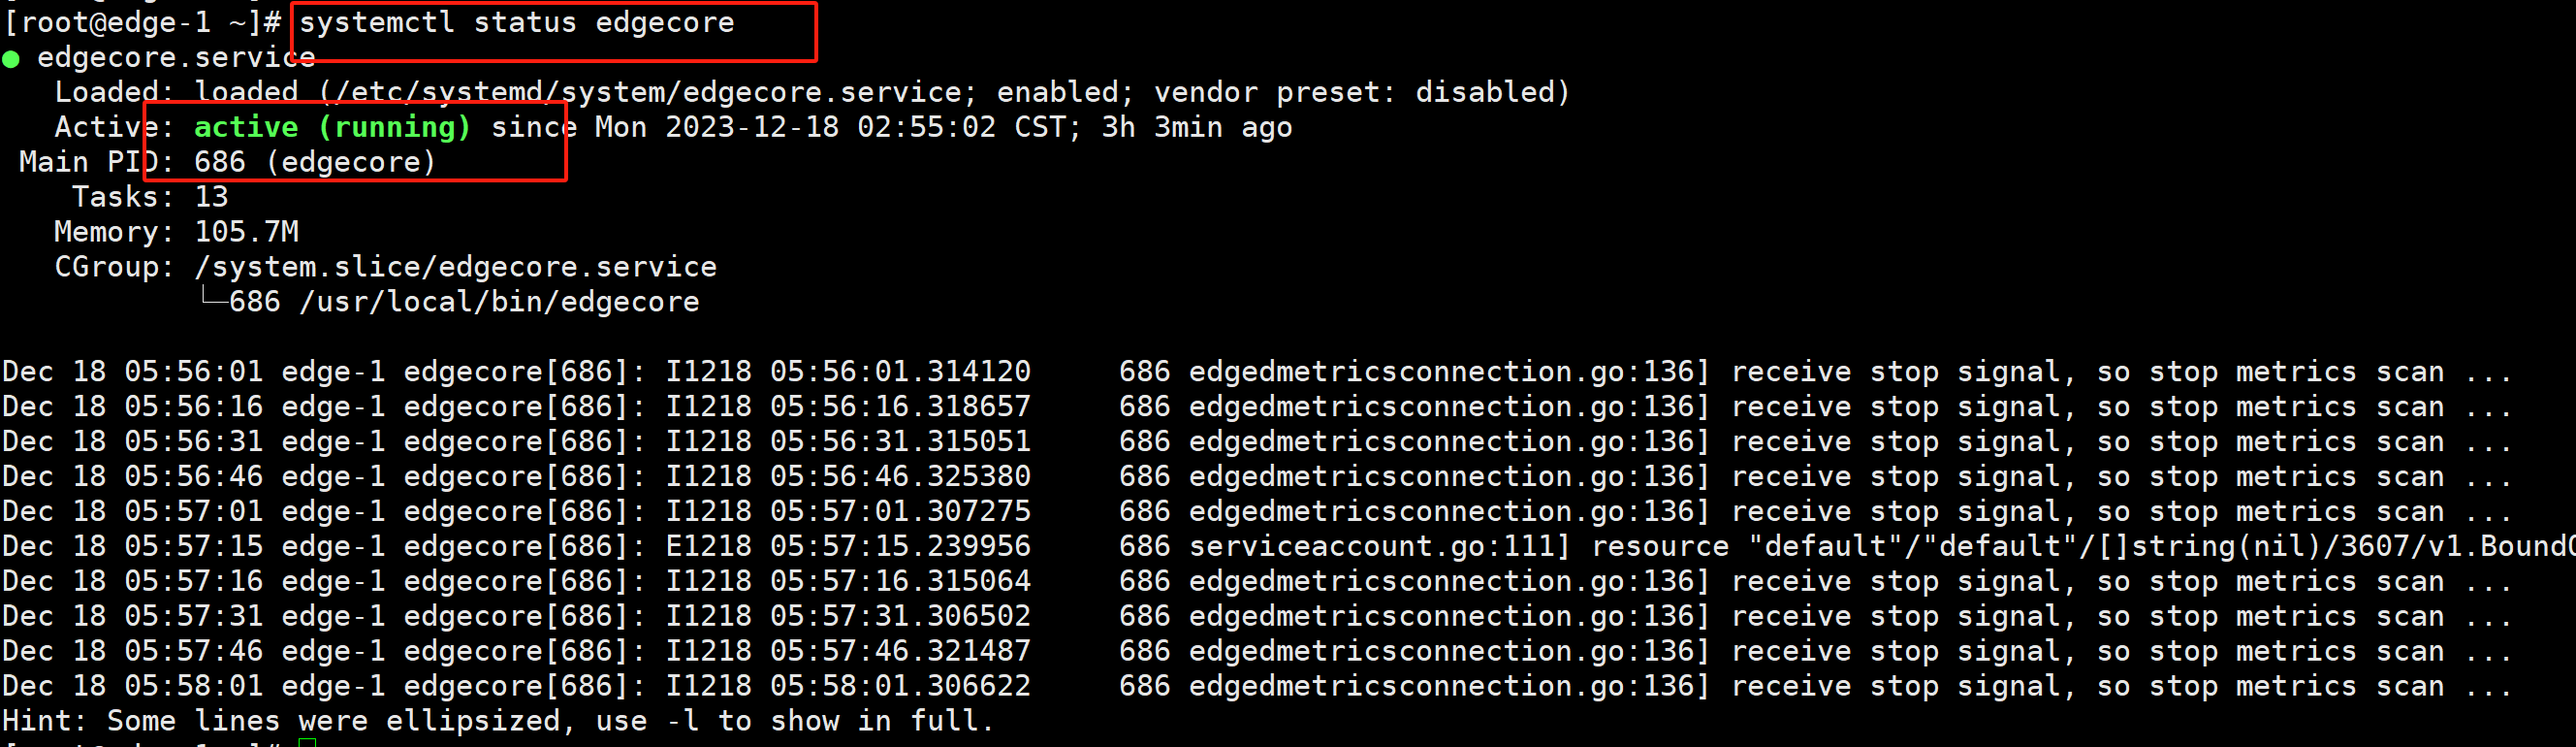 [root@edge-1 ~]# systemctl status edgecore
● edgecore.service
Loaded: loaded (/etc/systemd/system/edgecore.service; enabled; vendor preset: disabled)
Active: active (running) since Mon 2023-12-18 02:55:02 CST; 3h 3min ago
Main PID: 686 (edgecore)
Tasks: 13
Memory: 105.7M
CGroup: /system.slice/edgecore.service
└─686 /usr/local/bin/edgecore
Dec 18 05:56:01 edge-1 edgecore[686]: I1218 05:56:01.314120     686 edgedmetricsconnection.go:136] receive stop signal, so stop metrics scan ...
Dec 18 05:56:16 edge-1 edgecore[686]: I1218 05:56:16.318657     686 edgedmetricsconnection.go:136] receive stop signal, so stop metrics scan ...
Dec 18 05:56:31 edge-1 edgecore[686]: I1218 05:56:31.315051     686 edgedmetricsconnection.go:136] receive stop signal, so stop metrics scan ...
Dec 18 05:56:46 edge-1 edgecore[686]: I1218 05:56:46.325380     686 edgedmetricsconnection.go:136] receive stop signal, so stop metrics scan ...
Dec 18 05:57:01 edge-1 edgecore[686]: I1218 05:57:01.307275     686 edgedmetricsconnection.go:136] receive stop signal, so stop metrics scan ...
Dec 18 05:57:15 edge-1 edgecore[686]: E1218 05:57:15.239956     686 serviceaccount.go:111] resource "default"/"default"/[]string(nil)/3607/v1.Bound
Dec 18 05:57:16 edge-1 edgecore[686]: I1218 05:57:16.315064     686 edgedmetricsconnection.go:136] receive stop signal, so stop metrics scan ...
Dec 18 05:57:31 edge-1 edgecore[686]: I1218 05:57:31.306502     686 edgedmetricsconnection.go:136] receive stop signal, so stop metrics scan ...
Dec 18 05:57:46 edge-1 edgecore[686]: I1218 05:57:46.321487     686 edgedmetricsconnection.go:136] receive stop signal, so stop metrics scan ...
Dec 18 05:58:01 edge-1 edgecore[686]: I1218 05:58:01.306622     686 edgedmetricsconnection.go:136] receive stop signal, so stop metrics scan ...
Hint: Some lines were ellipsized, use -l to show in full.